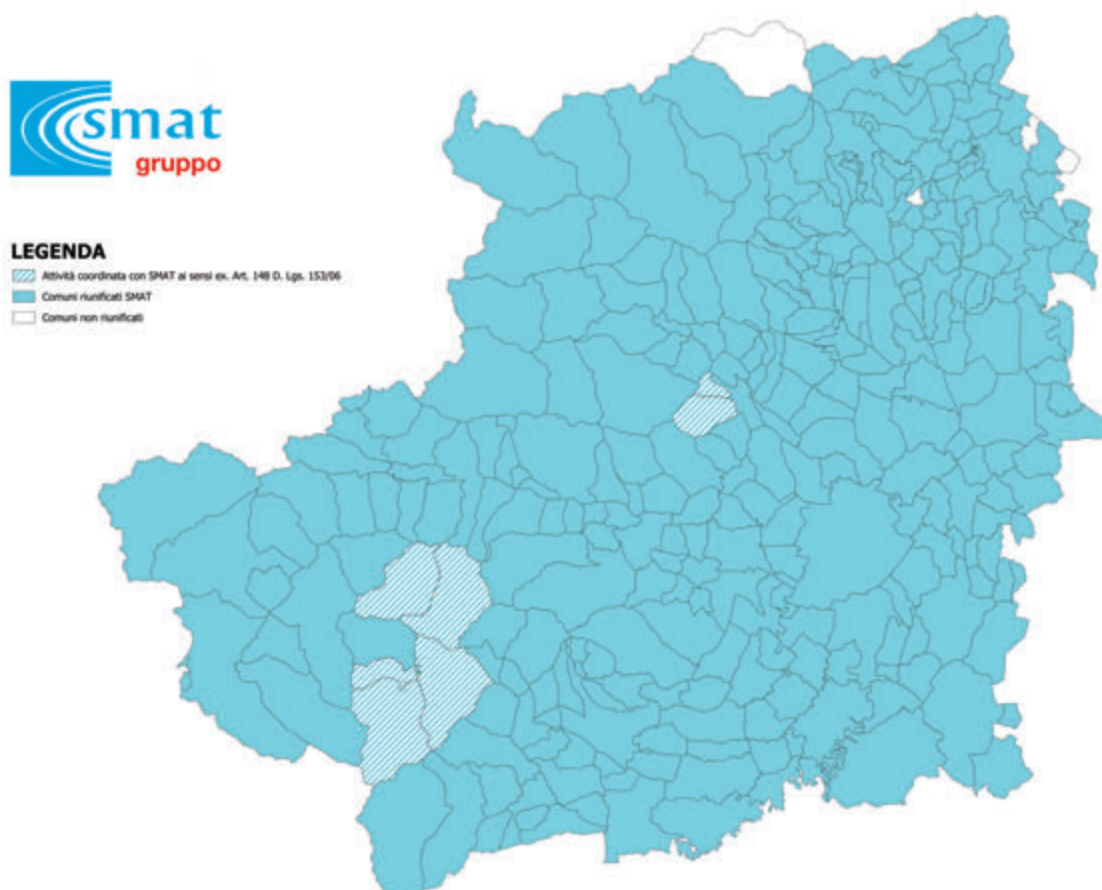 smat
gruppo
LEGENDA
Attività coordinata con SMAT ai sensi ex. Art. 148 D. Lgs. 153/06
Comuni riunificati SMAT
Comuni non riunificati